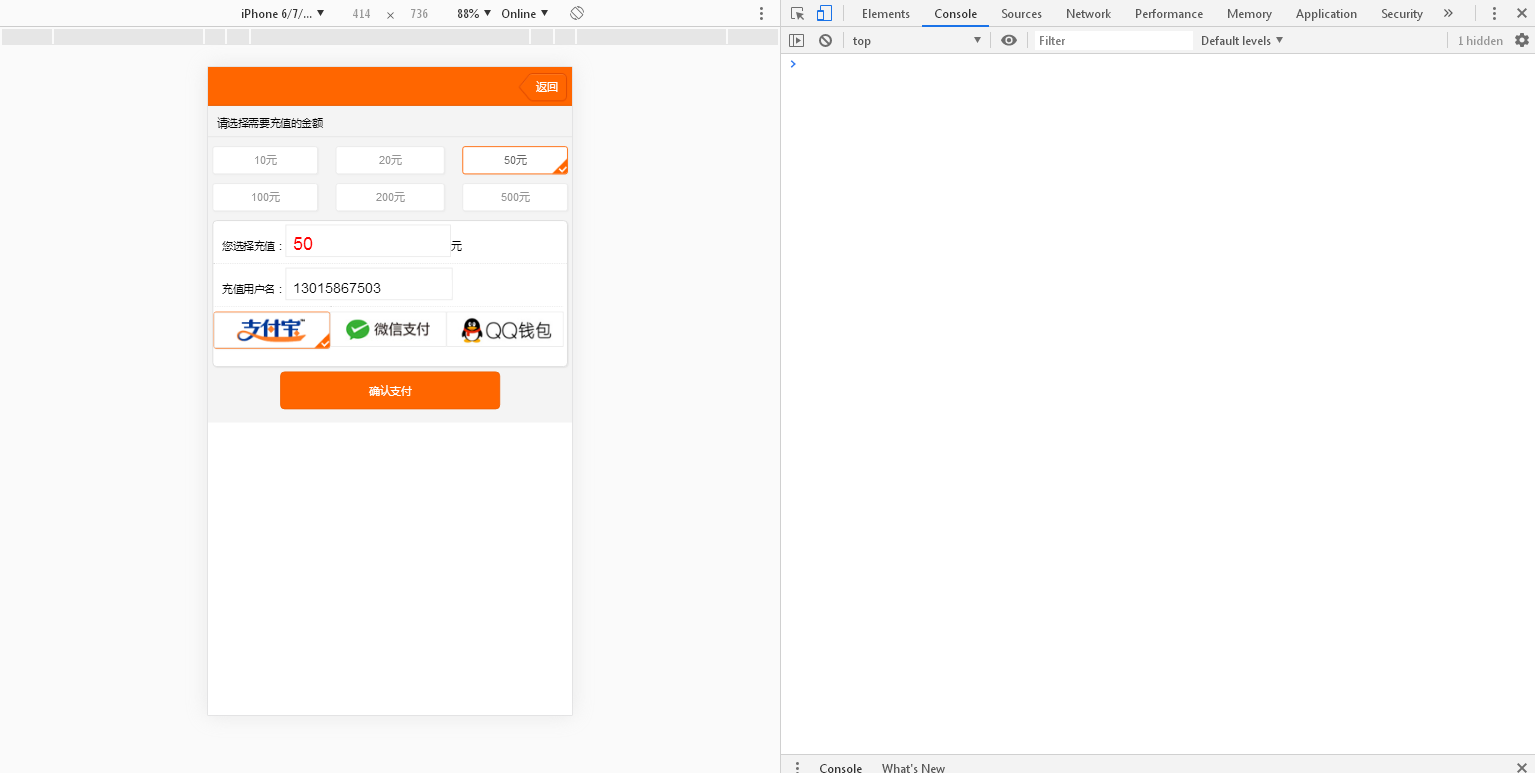 iPhone 6/7/... 414 × 736 88% Online
Elements Console Sources Network Performance Memory Application Security
top Filter Default levels 1 hidden
返回
请选择需要充值的金额
10元 20元 50元
100元 200元 500元
您选择充值： 50 元
充值用户名： 13015867503
支付宝™ 微信支付 QQ钱包
确认支付
Console What's New